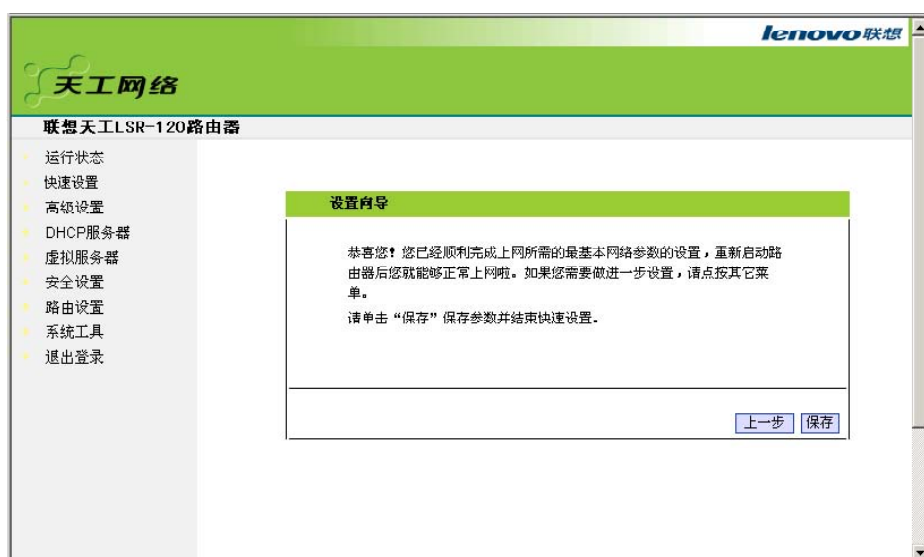 lenovo联想
天工网络
联想天工LSR-120路由器
运行状态
快速设置
高级设置
DHCP服务器
虚拟服务器
安全设置
路由设置
系统工具
退出登录
设置向导
恭喜您！您已经顺利完成上网所需的最基本网络参数的设置，重新启动路
由器后您就能够正常上网啦。如果您需要做进一步设置，请点按其它菜
单。
请单击“保存”保存参数并结束快速设置.
上一步 保存